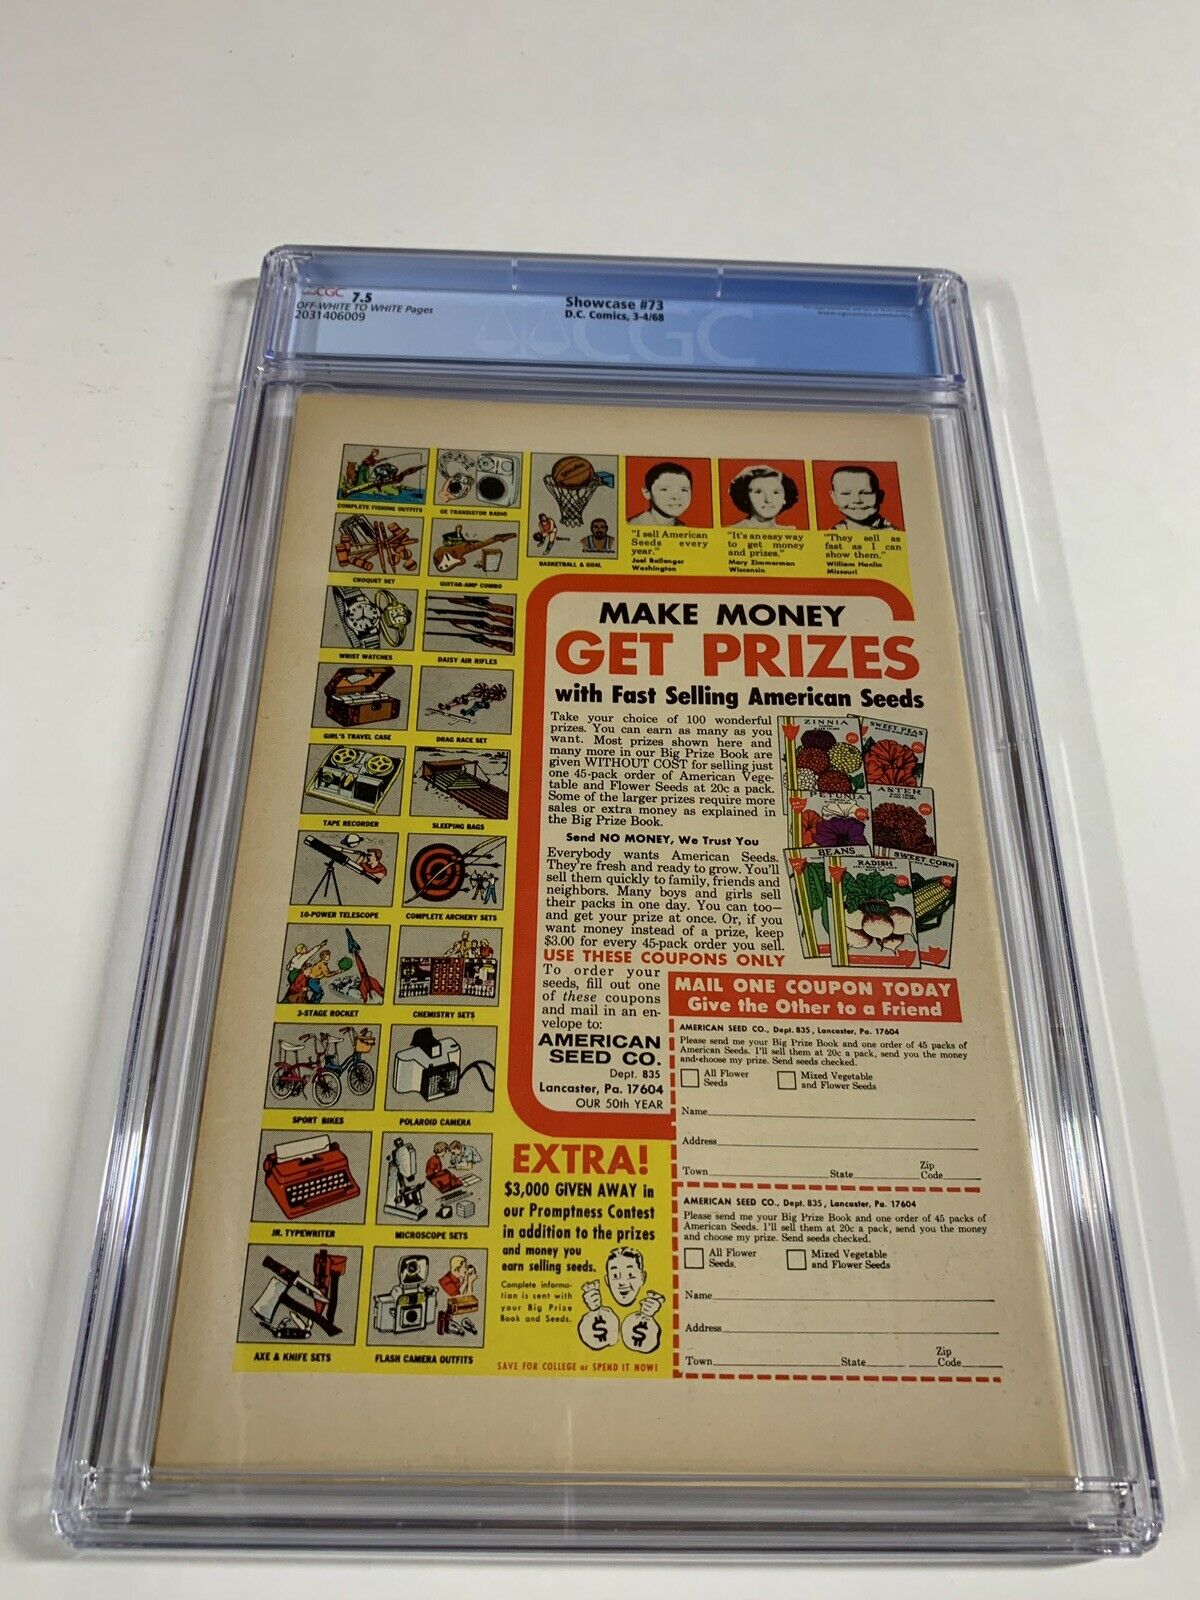 CGC 7.5
OFF-WHITE TO WHITE Pages
2031406009
Showcase #73
D.C. Comics, 3-4/68
CGC
COMPLETE FISHING OUTFITS
GE TRANSISTOR RADIO
CROQUET SET
GUITAR-AMP COMBO
BASKETBALL & GOAL
WRIST WATCHES
DAISY AIR RIFLES
GIRL'S TRAVEL CASE
DRAG RACE SET
TAPE RECORDER
SLEEPING BAGS
10-POWER TELESCOPE
COMPLETE ARCHERY SETS
3-STAGE ROCKET
CHEMISTRY SETS
SPORT BIKES
POLAROID CAMERA
JR. TYPEWRITER
MICROSCOPE SETS
AXE & KNIFE SETS
FLASH CAMERA OUTFITS
"I sell American
Seeds every
year."
Joel Ballenger
Washington
"It's an easy way
to get money
and prizes."
Mary Zimmerman
Wisconsin
"They sell as
fast as I can
show them."
William Hanlin
Missouri
MAKE MONEY
GET PRIZES
with Fast Selling American Seeds
Take your choice of 100 wonderful
prizes. You can earn as many as you
want. Most prizes shown here and
many more in our Big Prize Book are
given WITHOUT COST for selling just
one 45-pack order of American Vege-
table and Flower Seeds at 20c a pack.
Some of the larger prizes require more
sales or extra money as explained in
the Big Prize Book.
Send NO MONEY, We Trust You
Everybody wants American Seeds.
They're fresh and ready to grow. You'll
sell them quickly to family, friends and
neighbors. Many boys and girls sell
their packs in one day. You can too—
and get your prize at once. Or, if you
want money instead of a prize, keep
$3.00 for every 45-pack order you sell.
USE THESE COUPONS ONLY
To order your
seeds, fill out one
of these coupons
and mail in an en-
velope to:
AMERICAN
SEED CO.
Dept. 835
Lancaster, Pa. 17604
OUR 50th YEAR
ZINNIA
SWEET PEAS
ASTER
BEANS
RADISH
SWEET CORN
MAIL ONE COUPON TODAY
Give the Other to a Friend
AMERICAN SEED CO., Dept. 835, Lancaster, Pa. 17604
Please send me your Big Prize Book and one order of 45 packs of
American Seeds. I'll sell them at 20c a pack, send you the money
and choose my prize. Send seeds checked.
All Flower
Seeds
Mixed Vegetable
and Flower Seeds
Name
Address
Town State Zip Code
AMERICAN SEED CO., Dept. 835, Lancaster, Pa. 17604
Please send me your Big Prize Book and one order of 45 packs of
American Seeds. I'll sell them at 20c a pack, send you the money
and choose my prize. Send seeds checked.
All Flower
Seeds.
Mixed Vegetable
and Flower Seeds
Name
Address
Town State Zip Code
EXTRA!
$3,000 GIVEN AWAY in
our Promptness Contest
in addition to the prizes
and money you
earn selling seeds.
Complete informa-
tion is sent with
your Big Prize
Book and Seeds.
$ $
SAVE FOR COLLEGE or SPEND IT NOW!